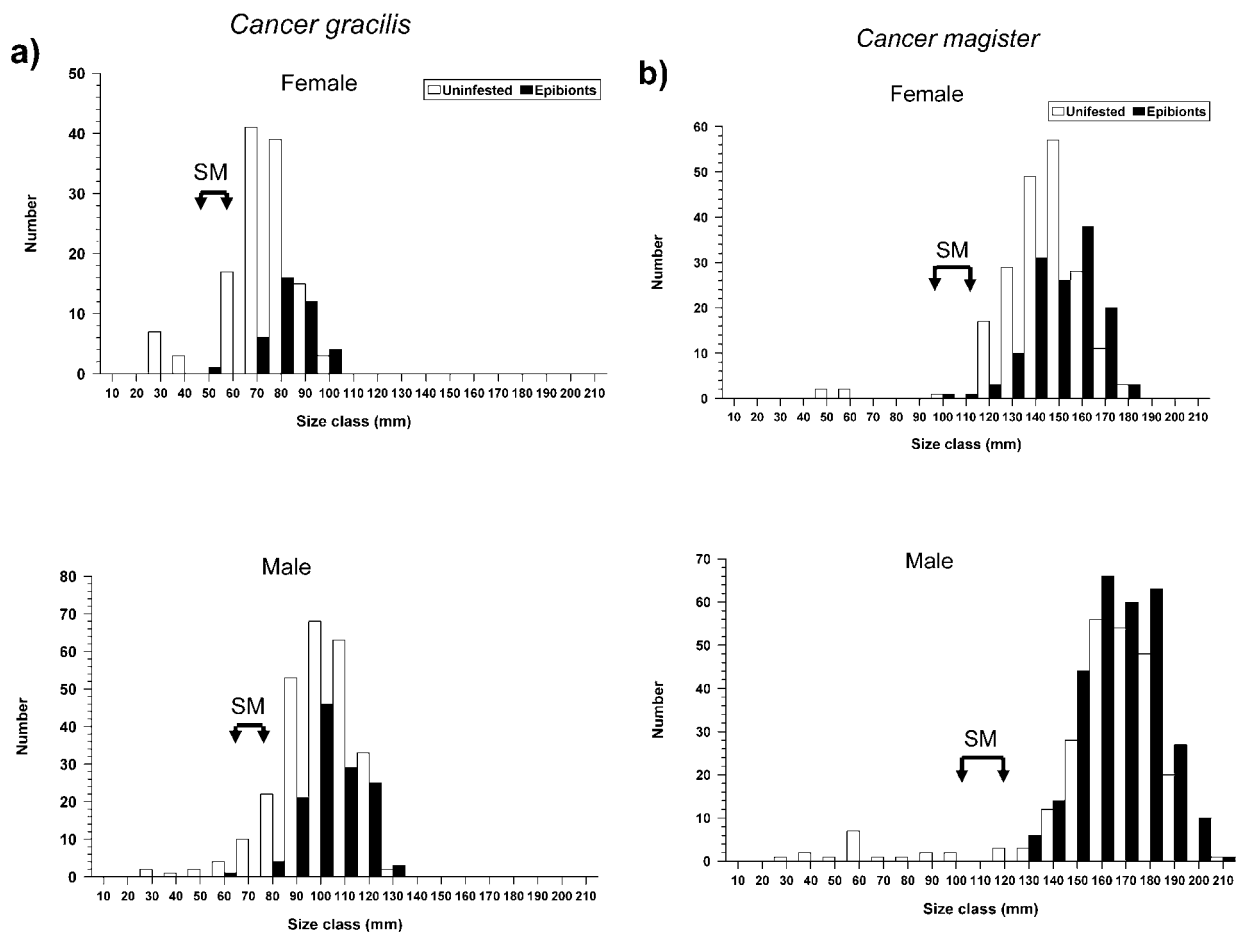 Cancer gracilis
a)
Female
Uninfested Epibionts
50
40
30
20
10
0
Number
SM
10 20 30 40 50 60 70 80 90 100 110 120 130 140 150 160 170 180 190 200 210
Size class (mm)
Cancer magister
b)
Female
Unifested Epibionts
60
50
40
30
20
10
0
Number
SM
10 20 30 40 50 60 70 80 90 100 110 120 130 140 150 160 170 180 190 200 210
Size class (mm)
Male
80
70
60
50
40
30
20
10
0
Number
SM
10 20 30 40 50 60 70 80 90 100 110 120 130 140 150 160 170 180 190 200 210
Size class (mm)
Male
70
60
50
40
30
20
10
0
Number
SM
10 20 30 40 50 60 70 80 90 100 110 120 130 140 150 160 170 180 190 200 210
Size class (mm)